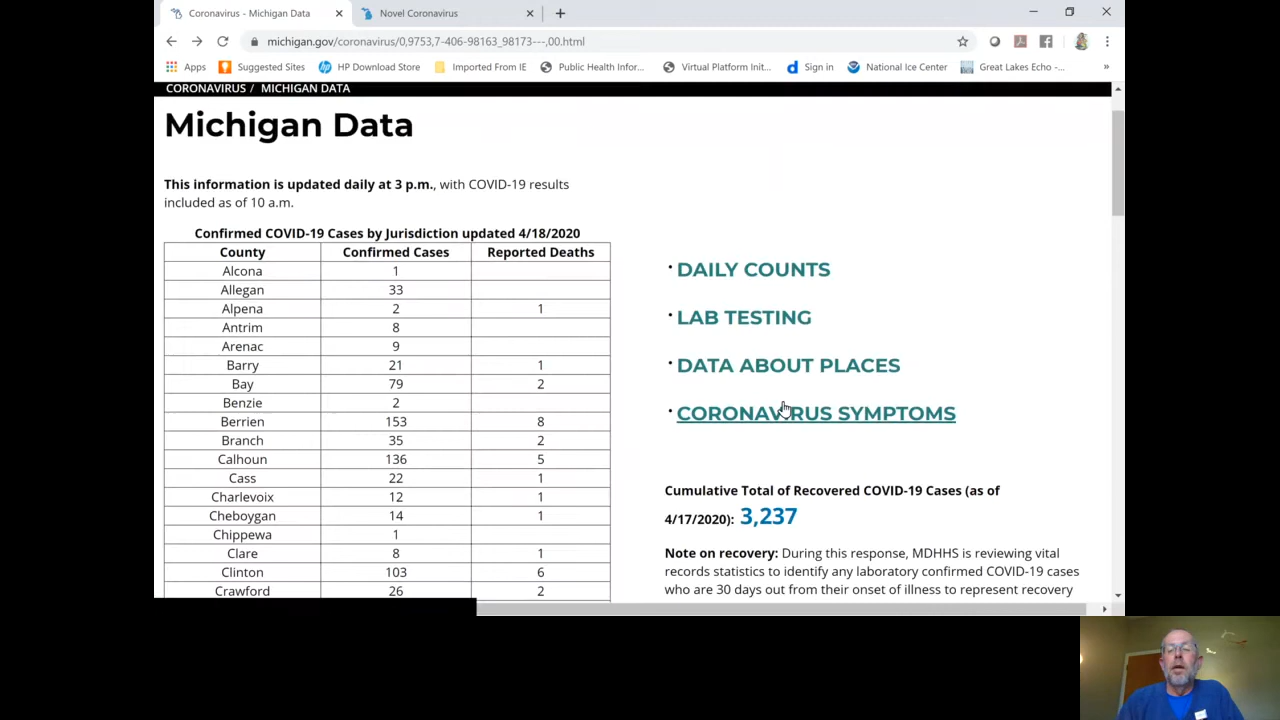 Coronavirus - Michigan Data
Novel Coronavirus
michigan.gov/coronavirus/0,9753,7-406-98163_98173---,00.html
Apps
Suggested Sites
HP Download Store
Imported From IE
Public Health Infor...
Virtual Platform Init...
Sign in
National Ice Center
Great Lakes Echo -...
»
CORONAVIRUS / MICHIGAN DATA
Michigan Data
This information is updated daily at 3 p.m., with COVID-19 results
included as of 10 a.m.
Confirmed COVID-19 Cases by Jurisdiction updated 4/18/2020
County Confirmed Cases Reported Deaths
Alcona 1
Allegan 33
Alpena 2 1
Antrim 8
Arenac 9
Barry 21 1
Bay 79 2
Benzie 2
Berrien 153 8
Branch 35 2
Calhoun 136 5
Cass 22 1
Charlevoix 12 1
Cheboygan 14 1
Chippewa 1
Clare 8 1
Clinton 103 6
Crawford 26 2
· DAILY COUNTS
· LAB TESTING
· DATA ABOUT PLACES
· CORONAVIRUS SYMPTOMS
Cumulative Total of Recovered COVID-19 Cases (as of
4/17/2020): 3,237
Note on recovery: During this response, MDHHS is reviewing vital
records statistics to identify any laboratory confirmed COVID-19 cases
who are 30 days out from their onset of illness to represent recovery